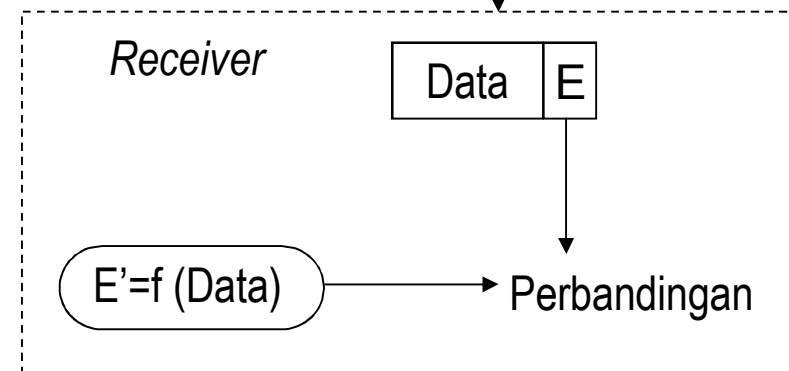 Receiver
Data E
E’=f (Data)
Perbandingan